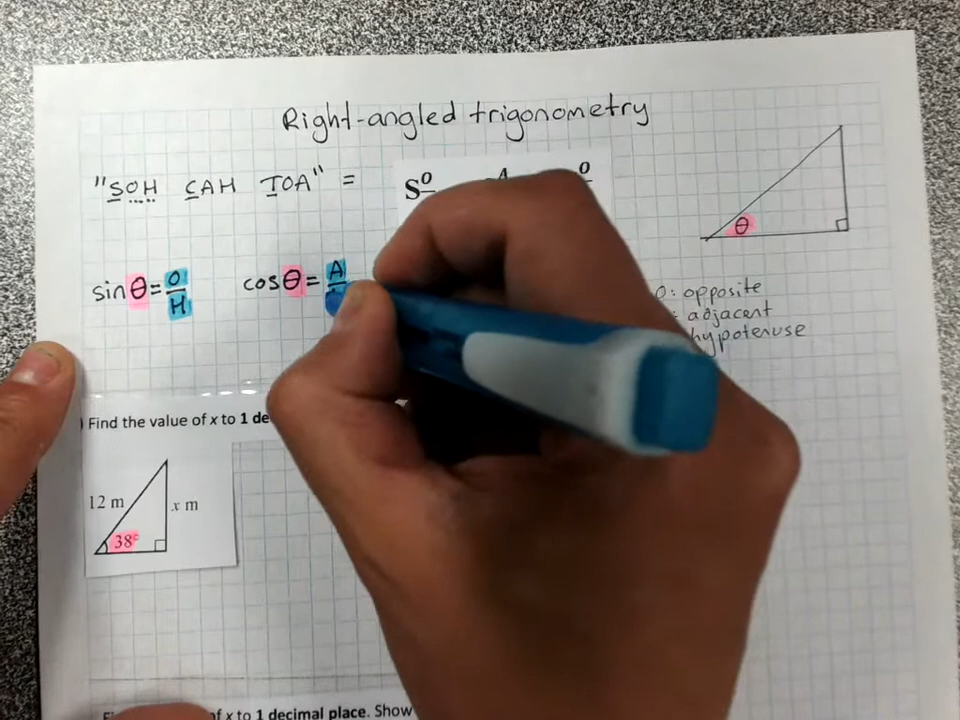 Right-angled trigonometry
"SOH CAH TOA" =
S O A O
θ
sinθ = O/H cosθ = A
O: opposite
: adjacent
hypotenuse
) Find the value of x to 1 de
12 m
x m
38°
of x to 1 decimal place. Show